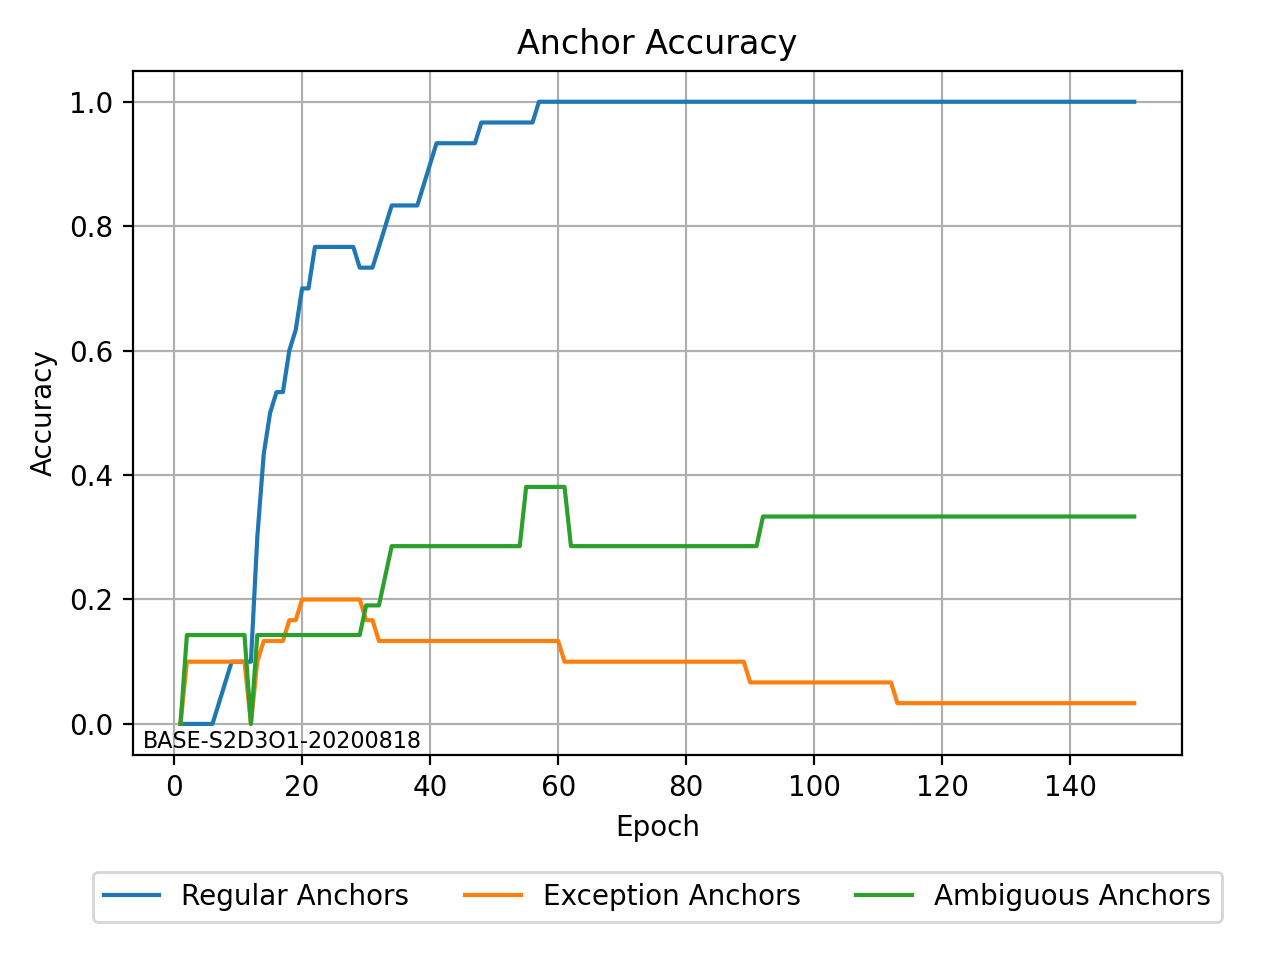 Anchor Accuracy
1.0
0.8
0.6
0.4
0.2
0.0
Accuracy
BASE-S2D3O1-20200818
0 20 40 60 80 100 120 140
Epoch
Regular Anchors Exception Anchors Ambiguous Anchors